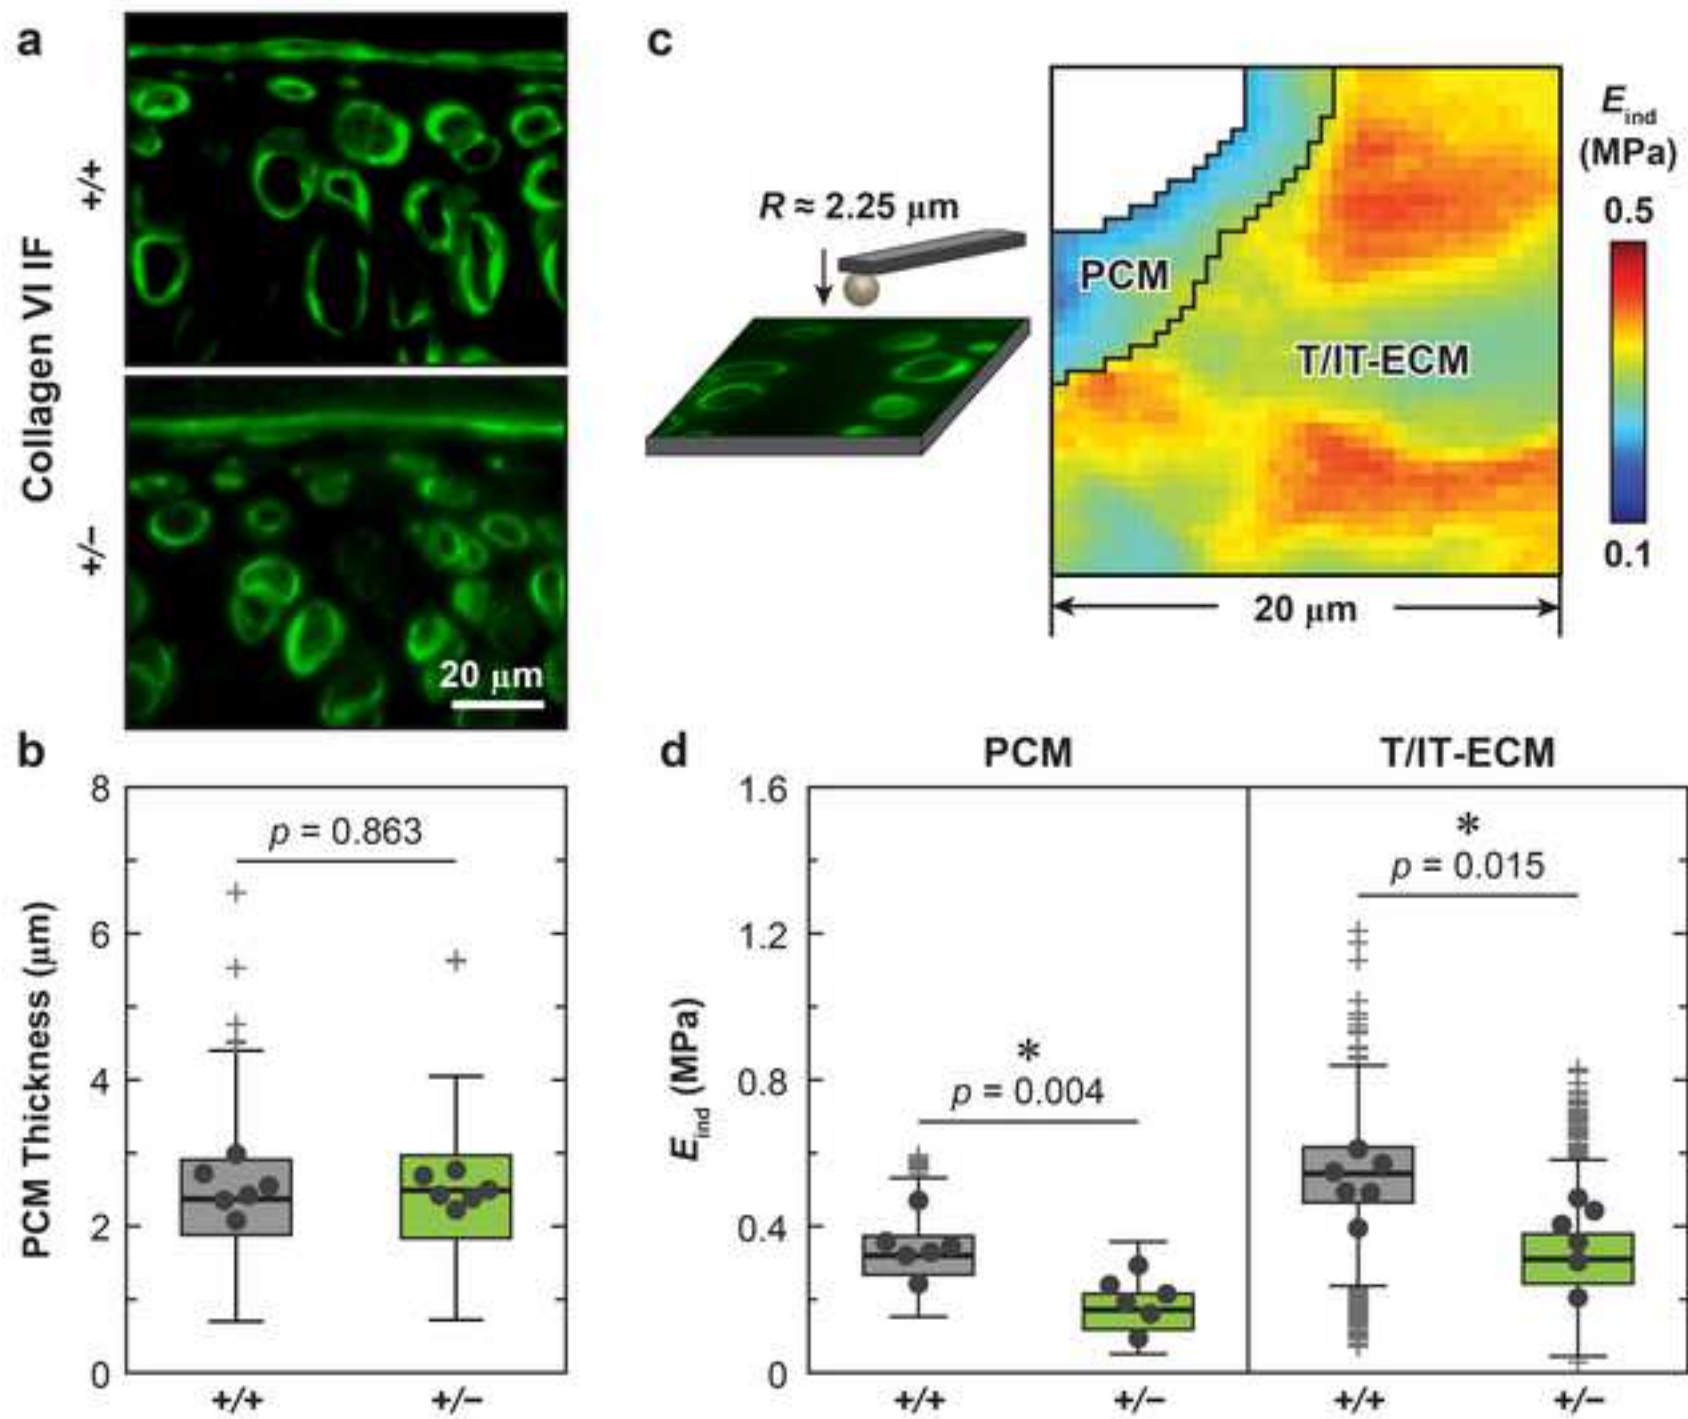 a
Collagen VI IF
+/+
+/−
20 μm
c
R ≈ 2.25 μm
PCM
T/IT-ECM
20 μm
E_ind
(MPa)
0.5
0.1
b
PCM Thickness (μm)
8
6
4
2
0
p = 0.863
+/+
+/−
d
PCM
T/IT-ECM
E_ind (MPa)
1.6
1.2
0.8
0.4
0
*
p = 0.004
*
p = 0.015
+/+
+/−
+/+
+/−